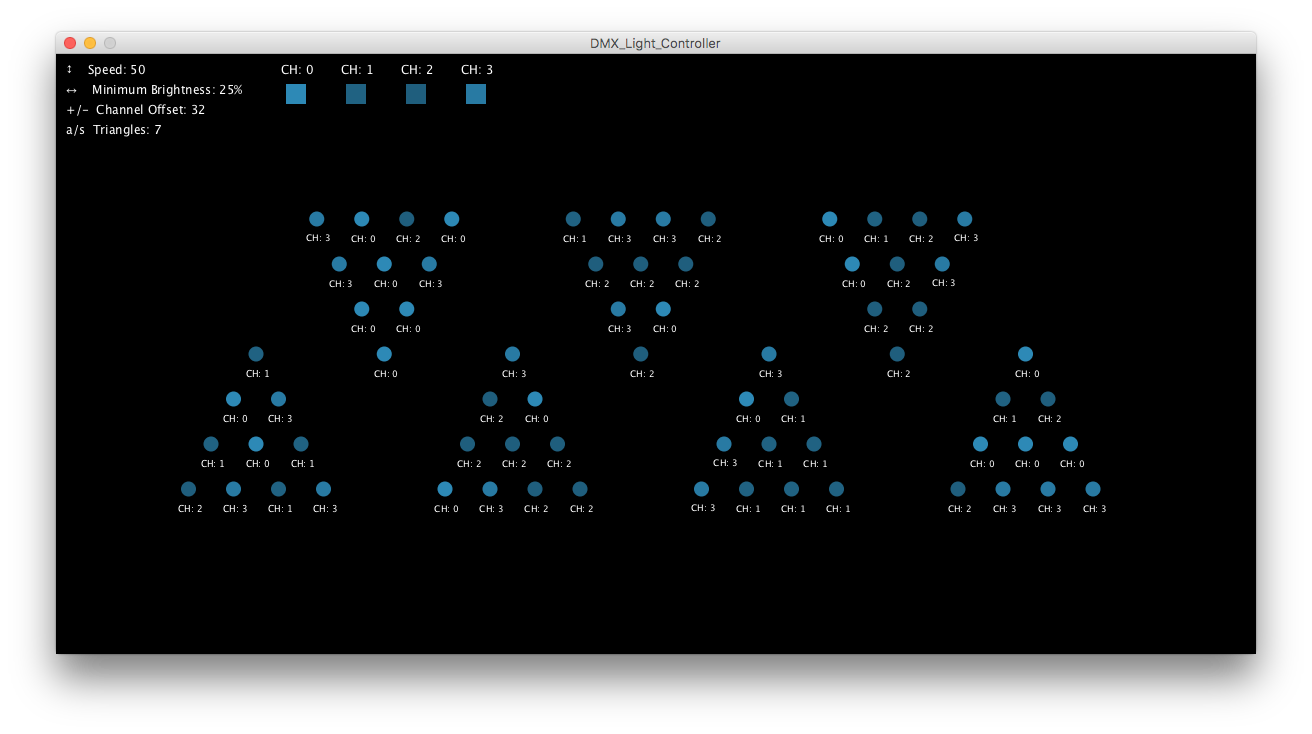 DMX_Light_Controller
↕ Speed: 50
↔ Minimum Brightness: 25%
+/- Channel Offset: 32
a/s Triangles: 7
CH: 0 CH: 1 CH: 2 CH: 3
CH: 3 CH: 0 CH: 2 CH: 0 CH: 1 CH: 3 CH: 3 CH: 2 CH: 0 CH: 1 CH: 2 CH: 3
CH: 3 CH: 0 CH: 3 CH: 2 CH: 2 CH: 2 CH: 0 CH: 2 CH: 3
CH: 0 CH: 0 CH: 3 CH: 0 CH: 2 CH: 2
CH: 1 CH: 0 CH: 3 CH: 2 CH: 3 CH: 2 CH: 0
CH: 0 CH: 3 CH: 2 CH: 0 CH: 0 CH: 1 CH: 1 CH: 2
CH: 1 CH: 0 CH: 1 CH: 2 CH: 2 CH: 2 CH: 3 CH: 1 CH: 1 CH: 0 CH: 0 CH: 0
CH: 2 CH: 3 CH: 1 CH: 3 CH: 0 CH: 3 CH: 2 CH: 2 CH: 3 CH: 1 CH: 1 CH: 1 CH: 2 CH: 3 CH: 3 CH: 3